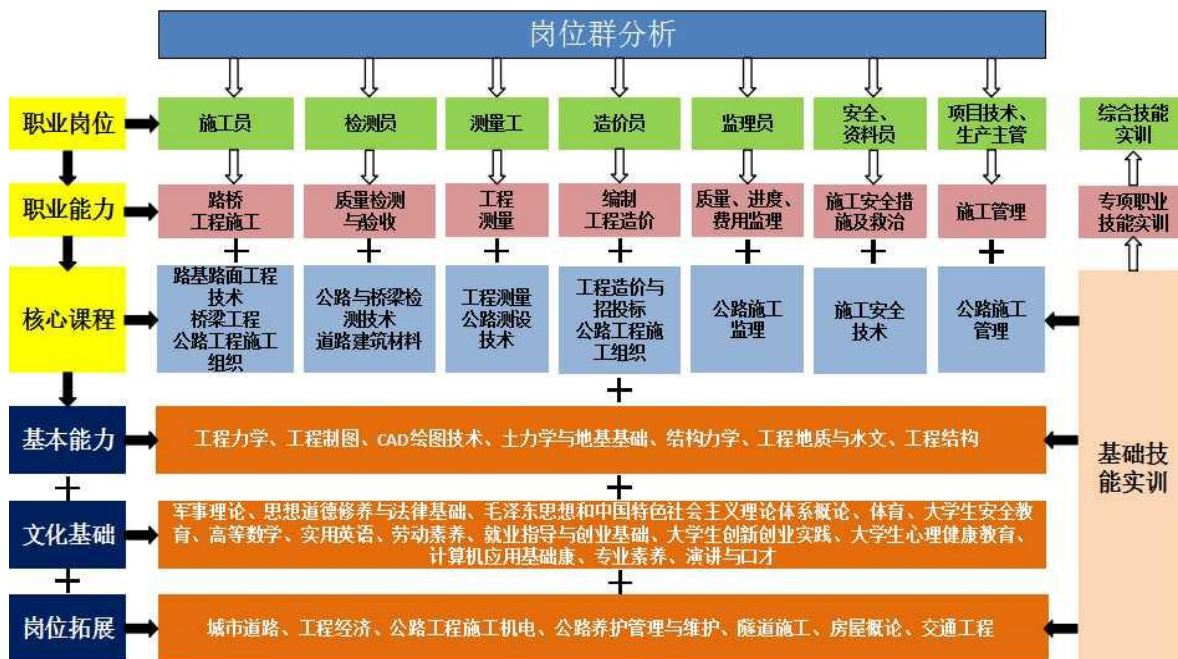 岗位群分析
职业岗位
施工员
检测员
测量工
造价员
监理员
安全、
资料员
项目技术、
生产主管
综合技能
实训
职业能力
路桥
工程施工
质量检测
与验收
工程
测量
编制
工程造价
质量、进度、
费用监理
施工安全措
施及救治
施工管理
专项职业
技能实训
核心课程
路基路面工程
技术
桥梁工程
公路工程施工
组织
公路与桥梁检
测技术
道路建筑材料
工程测量
公路测设
技术
工程造价与
招投标
公路工程施
工组织
公路施工
监理
施工安全
技术
公路施工
管理
基本能力
工程力学、工程制图、CAD绘图技术、土力学与地基基础、结构力学、工程地质与水文、工程结构
基础技
能实训
文化基础
军事理论、思想道德修养与法律基础、毛泽东思想和中国特色社会主义理论体系概论、体育、大学生安全教
育、高等数学、实用英语、劳动素养、就业指导与创业基础、大学生创新创业实践、大学生心理健康教育、
计算机应用基础康、专业素养、演讲与口才
岗位拓展
城市道路、工程经济、公路工程施工机电、公路养护管理与维护、隧道施工、房屋概论、交通工程